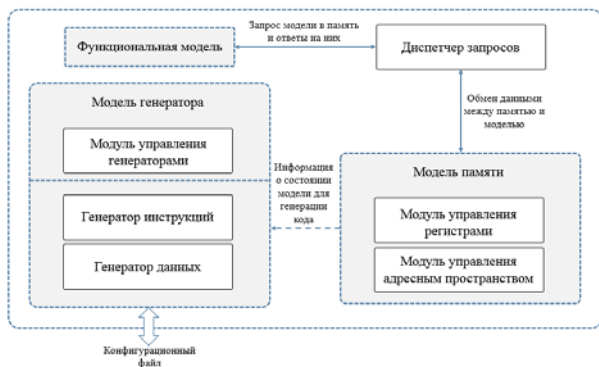 Запрос модели в память
и ответы на них
Функциональная модель
Диспетчер запросов
Модель генератора
Обмен данными
между памятью и
моделью
Модуль управления
генераторами
Информация
о состоянии
модели для
генерации
кода
Модель памяти
Генератор инструкций
Модуль управления
регистрами
Генератор данных
Модуль управления
адресным пространством
Конфигурационный
файл